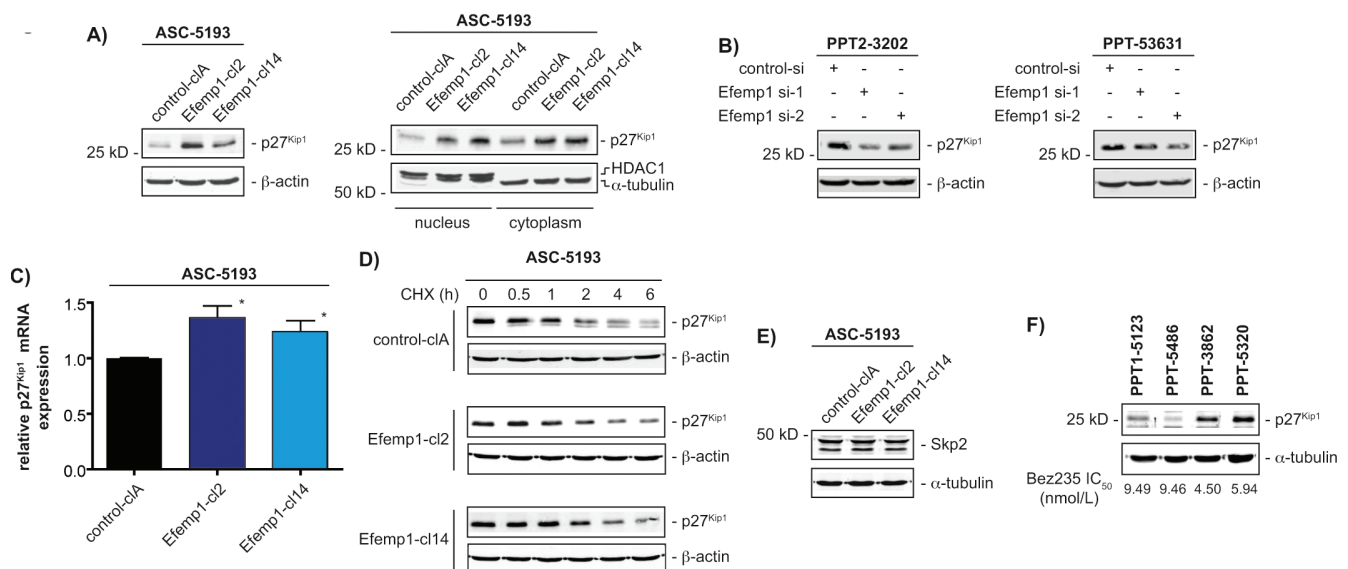 A)
ASC-5193
control-clA
Efemp1-cl2
Efemp1-cl14
25 kD -
- p27Kip1
- β-actin
ASC-5193
control-clA
Efemp1-cl2
Efemp1-cl14
control-clA
Efemp1-cl2
Efemp1-cl14
25 kD -
- p27Kip1
HDAC1
α-tubulin
50 kD -
nucleus
cytoplasm
B)
PPT2-3202
control-si + - -
Efemp1 si-1 - + -
Efemp1 si-2 - - +
25 kD -
- p27Kip1
- β-actin
PPT-53631
control-si + - -
Efemp1 si-1 - + -
Efemp1 si-2 - - +
25 kD -
- p27Kip1
- β-actin
C)
ASC-5193
relative p27Kip1 mRNA
expression
1.5
1.0
0.5
0.0
*
*
control-clA
Efemp1-cl2
Efemp1-cl14
D)
ASC-5193
CHX (h) 0 0.5 1 2 4 6
control-clA
- p27Kip1
- β-actin
Efemp1-cl2
- p27Kip1
- β-actin
Efemp1-cl14
- p27Kip1
- β-actin
E)
ASC-5193
control-clA
Efemp1-cl2
Efemp1-cl14
50 kD -
- Skp2
- α-tubulin
F)
PPT1-5123
PPT-5486
PPT-3862
PPT-5320
25 kD -
- p27Kip1
- α-tubulin
Bez235 IC50
(nmol/L)
9.49 9.46 4.50 5.94